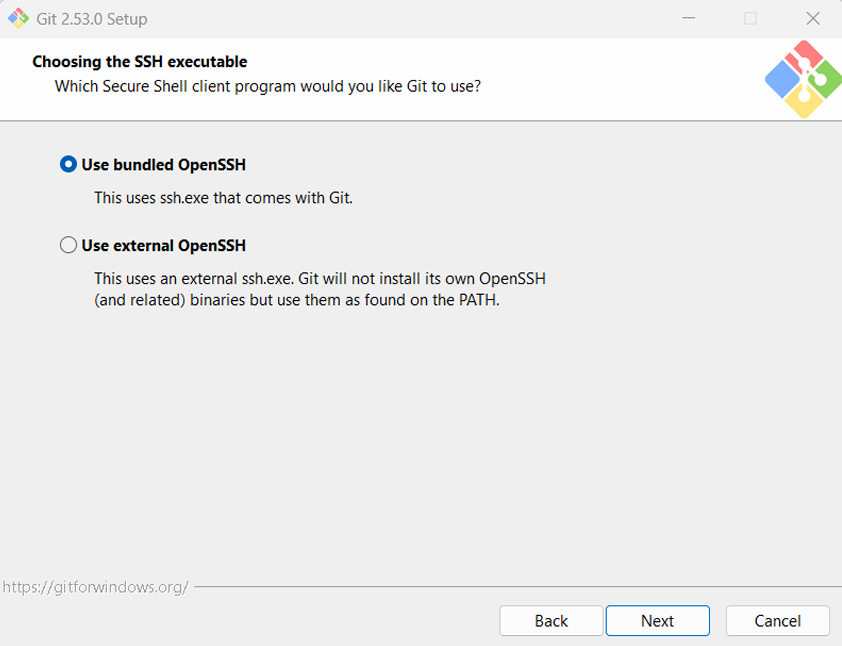 Git 2.53.0 Setup
Choosing the SSH executable
Which Secure Shell client program would you like Git to use?
Use bundled OpenSSH
This uses ssh.exe that comes with Git.
Use external OpenSSH
This uses an external ssh.exe. Git will not install its own OpenSSH
(and related) binaries but use them as found on the PATH.
https://gitforwindows.org/
Back Next Cancel